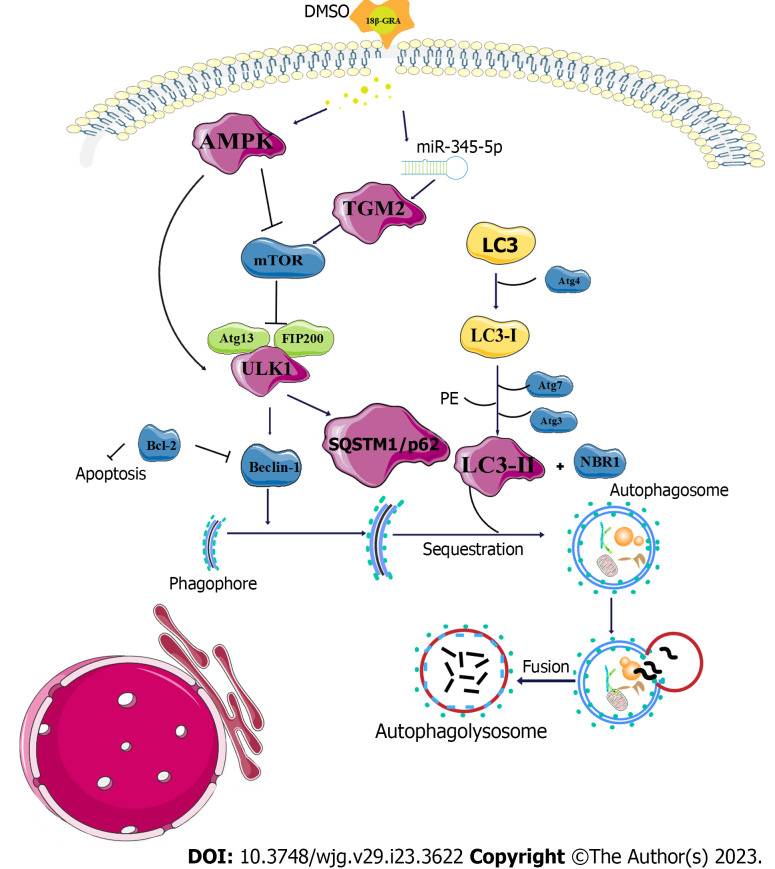 DMSO
18β-GRA
AMPK
miR-345-5p
TGM2
mTOR
LC3
Atg4
Atg13
FIP200
LC3-I
ULK1
PE
Atg7
Atg3
Bcl-2
SQSTM1/p62
Apoptosis
Beclin-1
LC3-II + NBR1
Autophagosome
Sequestration
Phagophore
Fusion
Autophagolysosome
DOI: 10.3748/wjg.v29.i23.3622 Copyright ©The Author(s) 2023.